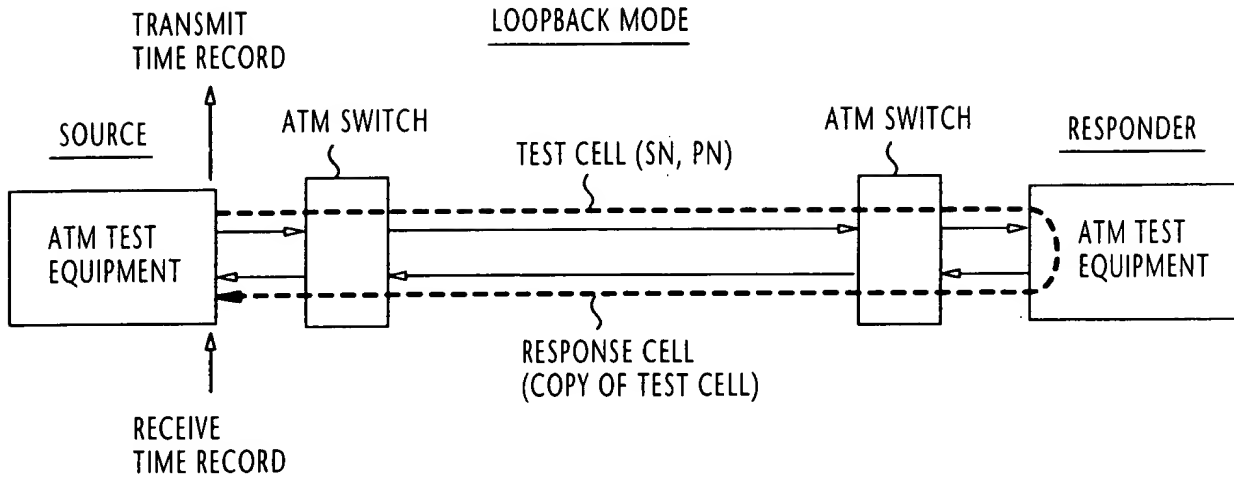 LOOPBACK MODE
TRANSMIT
TIME RECORD
SOURCE
ATM SWITCH
TEST CELL (SN, PN)
ATM SWITCH
RESPONDER
ATM TEST
EQUIPMENT
ATM TEST
EQUIPMENT
RESPONSE CELL
(COPY OF TEST CELL)
RECEIVE
TIME RECORD